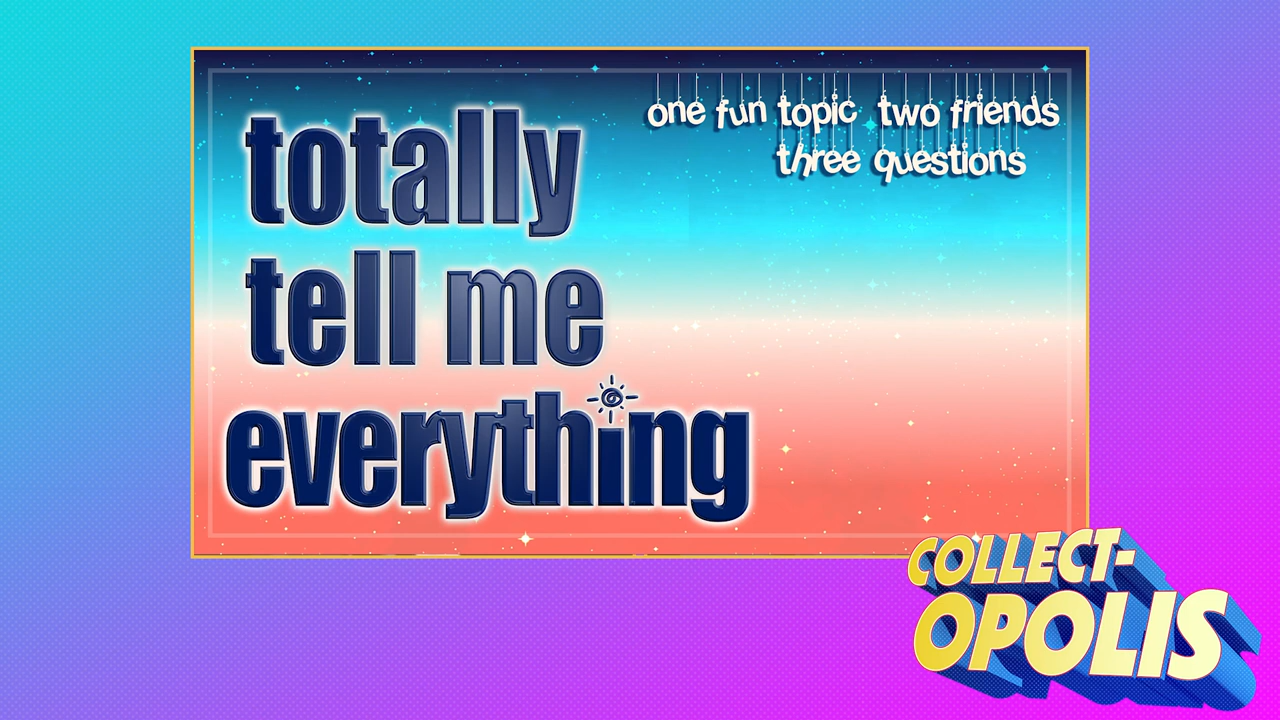 totally
tell me
everything
one fun topic two friends
three questions
COLLECT-
OPOLIS